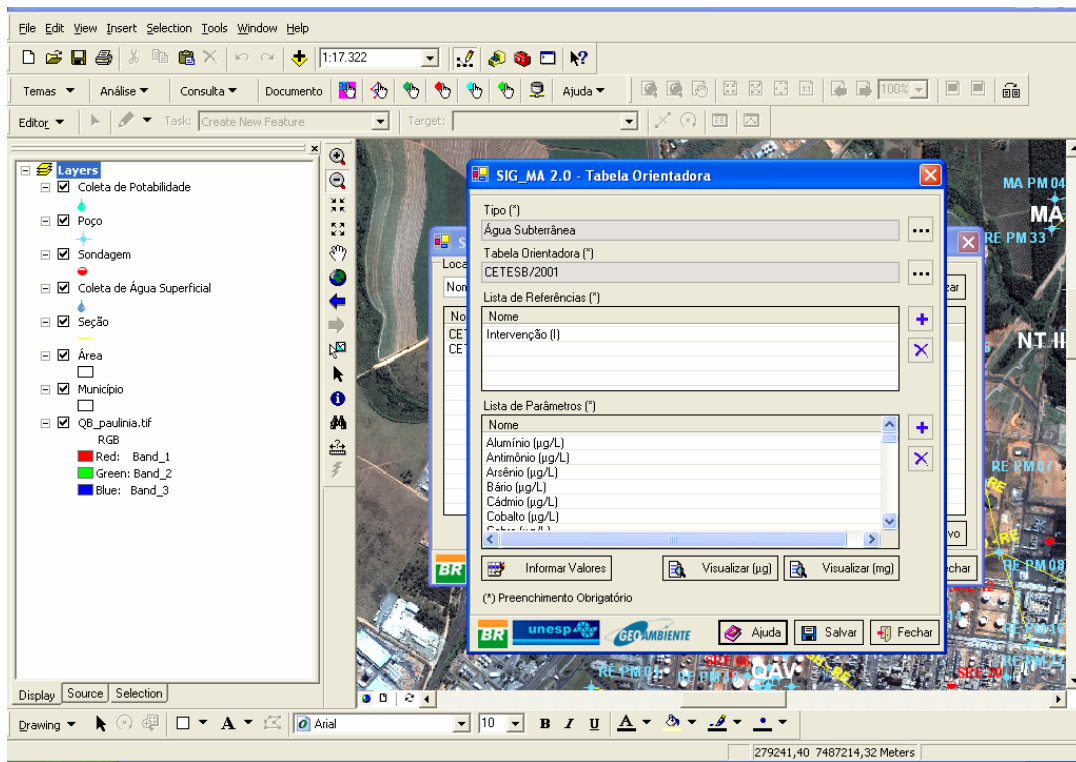 File Edit View Insert Selection Tools Window Help
1:17.322
Temas Análise Consulta Documento Ajuda 100%
Editor Task: Create New Feature Target:
Layers
Coleta de Potabilidade
Poço
Sondagem
Coleta de Água Superficial
Seção
Área
Município
QB_paulinia.tif
RGB
Red: Band_1
Green: Band_2
Blue: Band_3
Display Source Selection
SIG_MA 2.0 - Tabela Orientadora
Tipo (*)
Água Subterrânea
...
Tabela Orientadora (*)
CETESB/2001
...
Lista de Referências (*)
Nome
Intervenção (I)
Lista de Parâmetros (*)
Nome
Alumínio (µg/L)
Antimônio (µg/L)
Arsênio (µg/L)
Bário (µg/L)
Cádmio (µg/L)
Cobalto (µg/L)
Informar Valores Visualizar (µg) Visualizar (mg)
(*) Preenchimento Obrigatório
BR unesp GEOAMBIENTE Ajuda Salvar Fechar
BR
MA PM 04
MA
RE PM 33
NT II
RE PM 07
RE PM 08
SRE 06
QAV
SRE 20
Drawing Arial 10 B I U A
279241,40 7487214,32 Meters